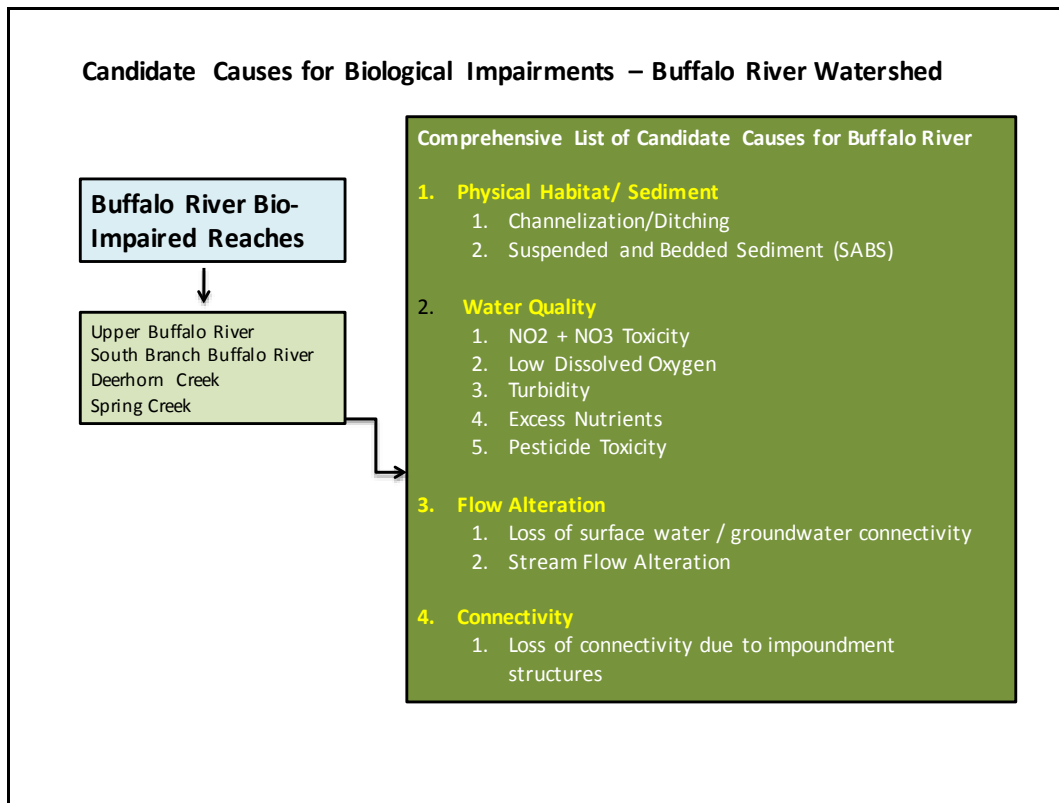 Candidate Causes for Biological Impairments – Buffalo River Watershed
Buffalo River Bio-
Impaired Reaches
Upper Buffalo River
South Branch Buffalo River
Deerhorn Creek
Spring Creek
Comprehensive List of Candidate Causes for Buffalo River
1. Physical Habitat/ Sediment
1. Channelization/Ditching
2. Suspended and Bedded Sediment (SABS)
2. Water Quality
1. NO2 + NO3 Toxicity
2. Low Dissolved Oxygen
3. Turbidity
4. Excess Nutrients
5. Pesticide Toxicity
3. Flow Alteration
1. Loss of surface water / groundwater connectivity
2. Stream Flow Alteration
4. Connectivity
1. Loss of connectivity due to impoundment
structures